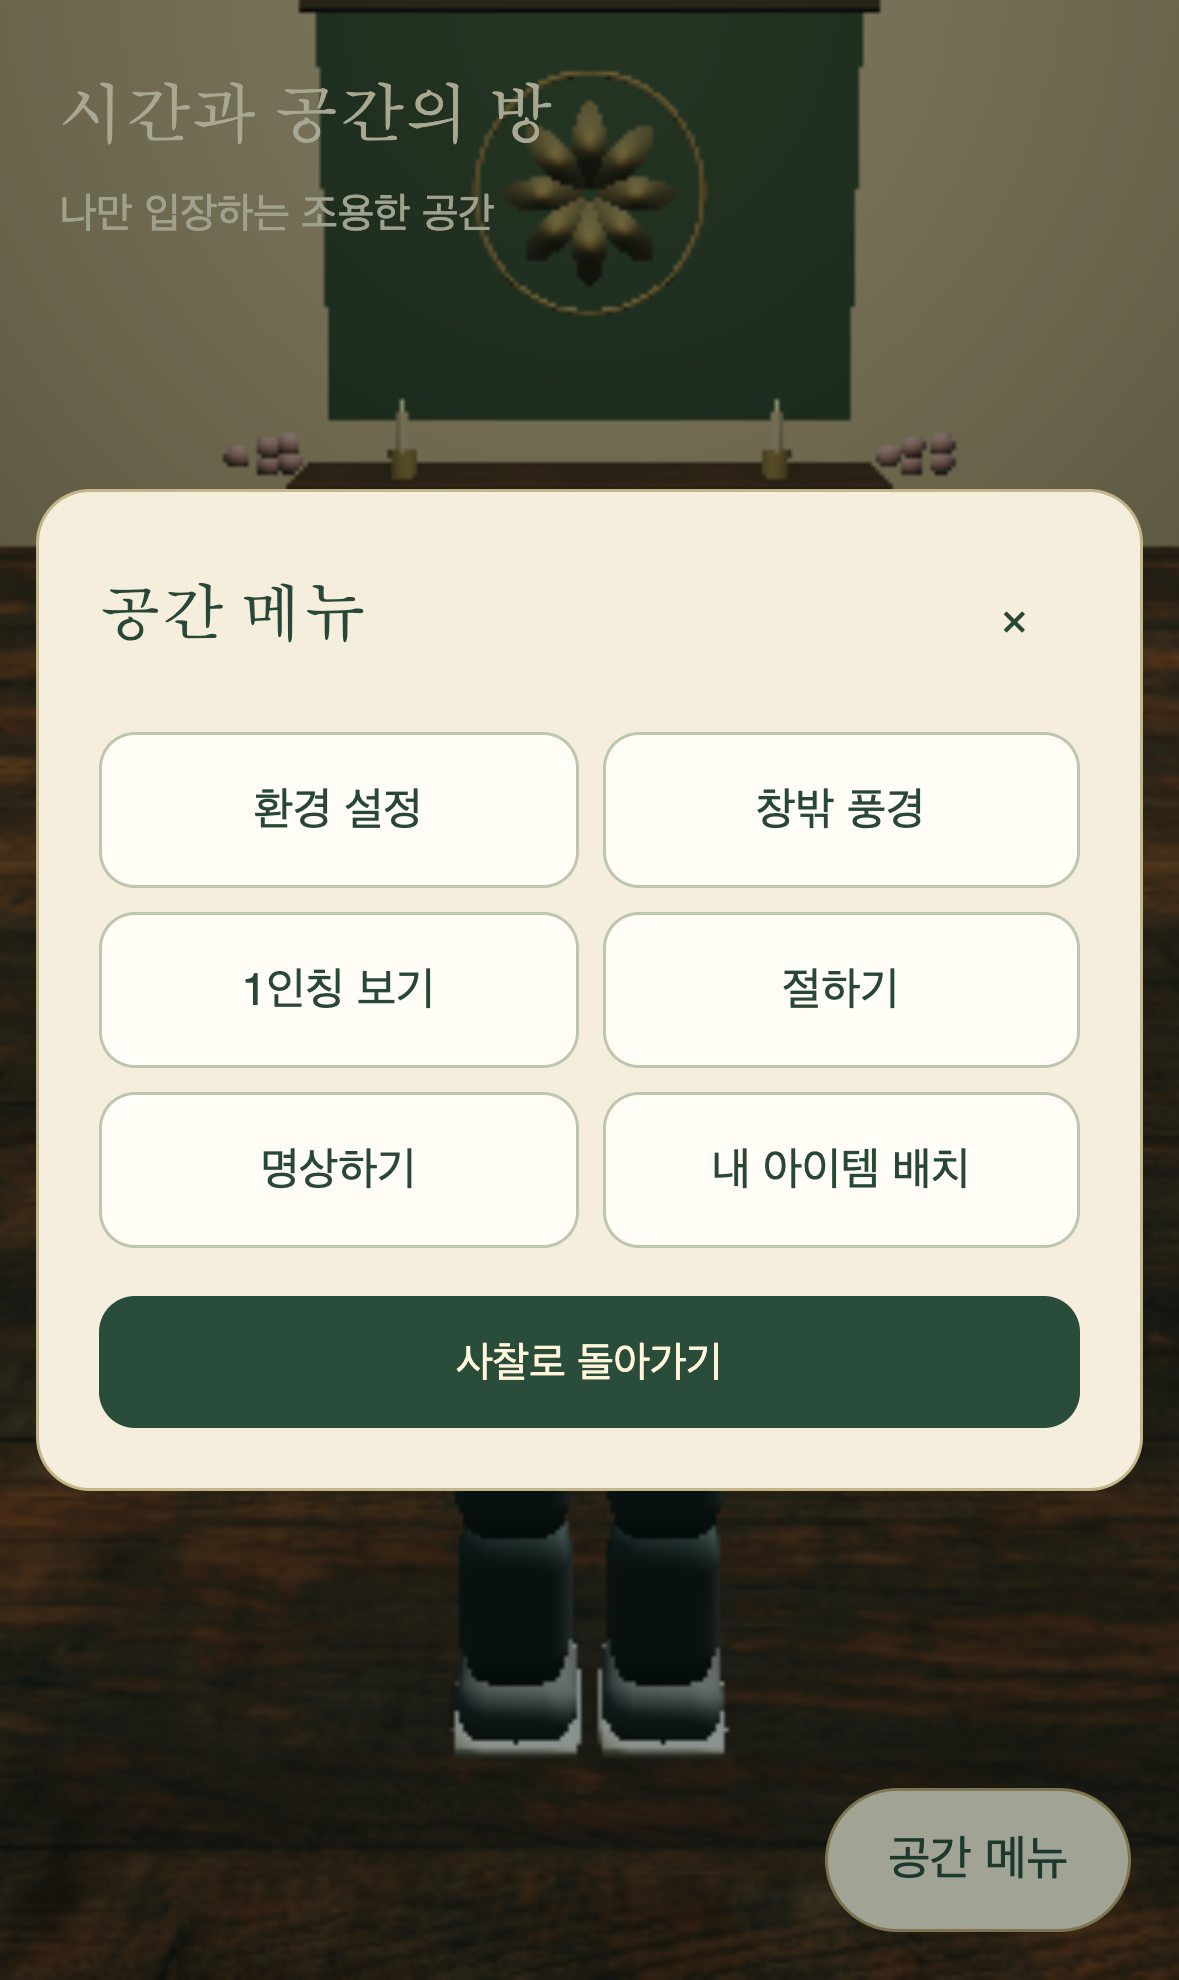 시간과 공간의 방
나만 입장하는 조용한 공간
공간 메뉴
×
환경 설정
창밖 풍경
1인칭 보기
절하기
명상하기
내 아이템 배치
사찰로 돌아가기
공간 메뉴